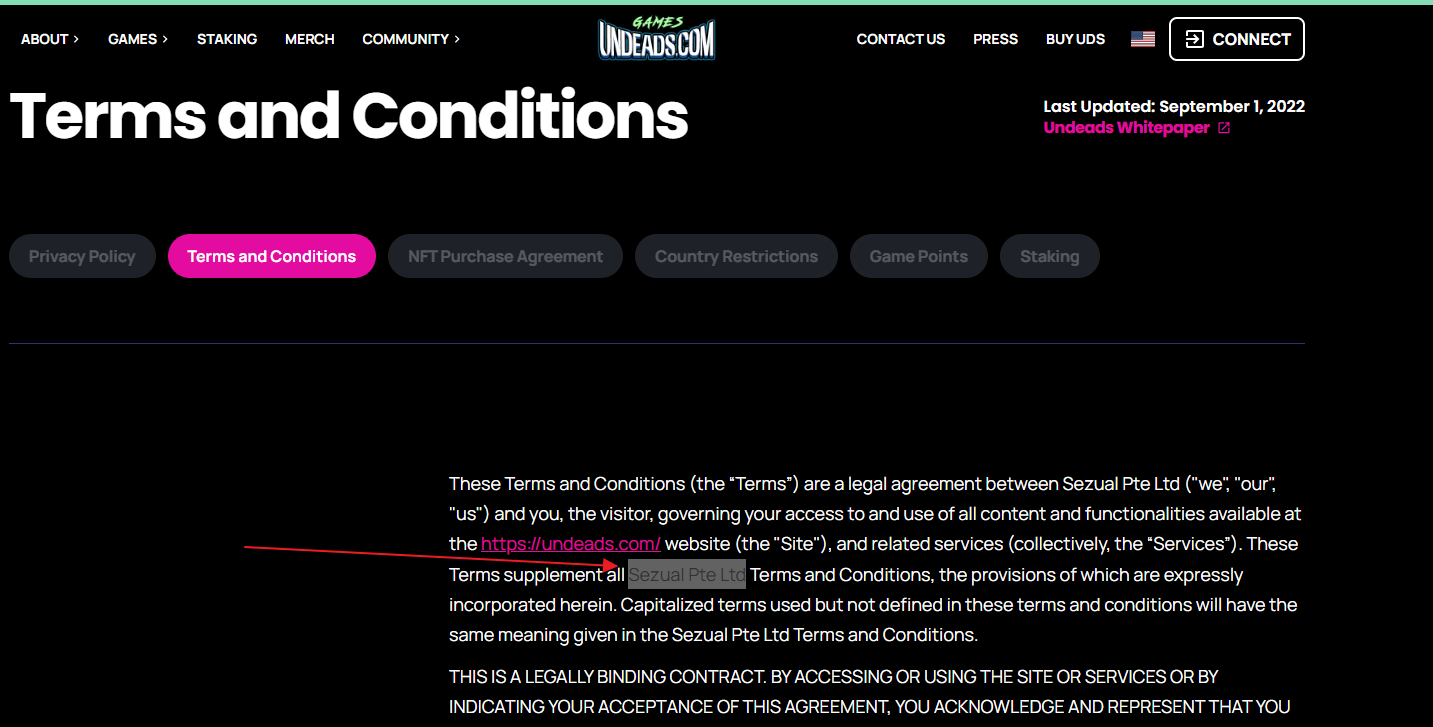 ABOUT > GAMES > STAKING MERCH COMMUNITY > GAMES UNDEADS.COM CONTACT US PRESS BUY UDS CONNECT
Terms and Conditions
Last Updated: September 1, 2022
Undeads Whitepaper
Privacy Policy Terms and Conditions NFT Purchase Agreement Country Restrictions Game Points Staking
These Terms and Conditions (the “Terms”) are a legal agreement between Sezual Pte Ltd ("we", "our",
"us") and you, the visitor, governing your access to and use of all content and functionalities available at
the https://undeads.com/ website (the "Site"), and related services (collectively, the “Services”). These
Terms supplement all Sezual Pte Ltd Terms and Conditions, the provisions of which are expressly
incorporated herein. Capitalized terms used but not defined in these terms and conditions will have the
same meaning given in the Sezual Pte Ltd Terms and Conditions.
THIS IS A LEGALLY BINDING CONTRACT. BY ACCESSING OR USING THE SITE OR SERVICES OR BY
INDICATING YOUR ACCEPTANCE OF THIS AGREEMENT, YOU ACKNOWLEDGE AND REPRESENT THAT YOU